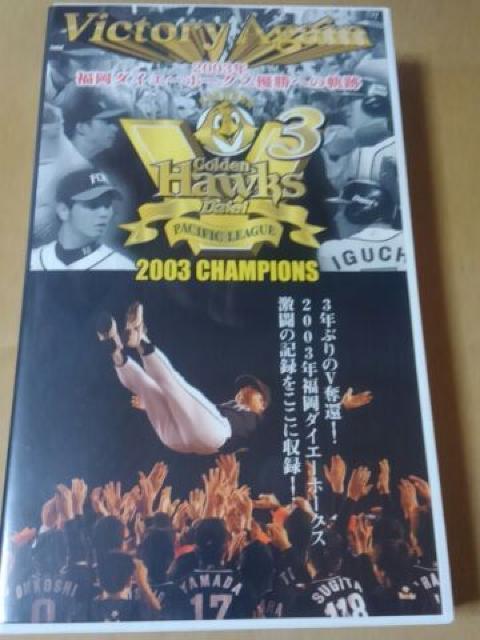 Victory Again
2003年
福岡ダイエーホークス優勝への軌跡
V3
Golden
Hawks
Daiei
PACIFIC LEAGUE
2003 CHAMPIONS
IGUCH
3年ぶりのV奪還!
2003年福岡ダイエーホークス
激闘の記録をここに収録!
OHKOSHI
YAMADA
17
SUGITA
118